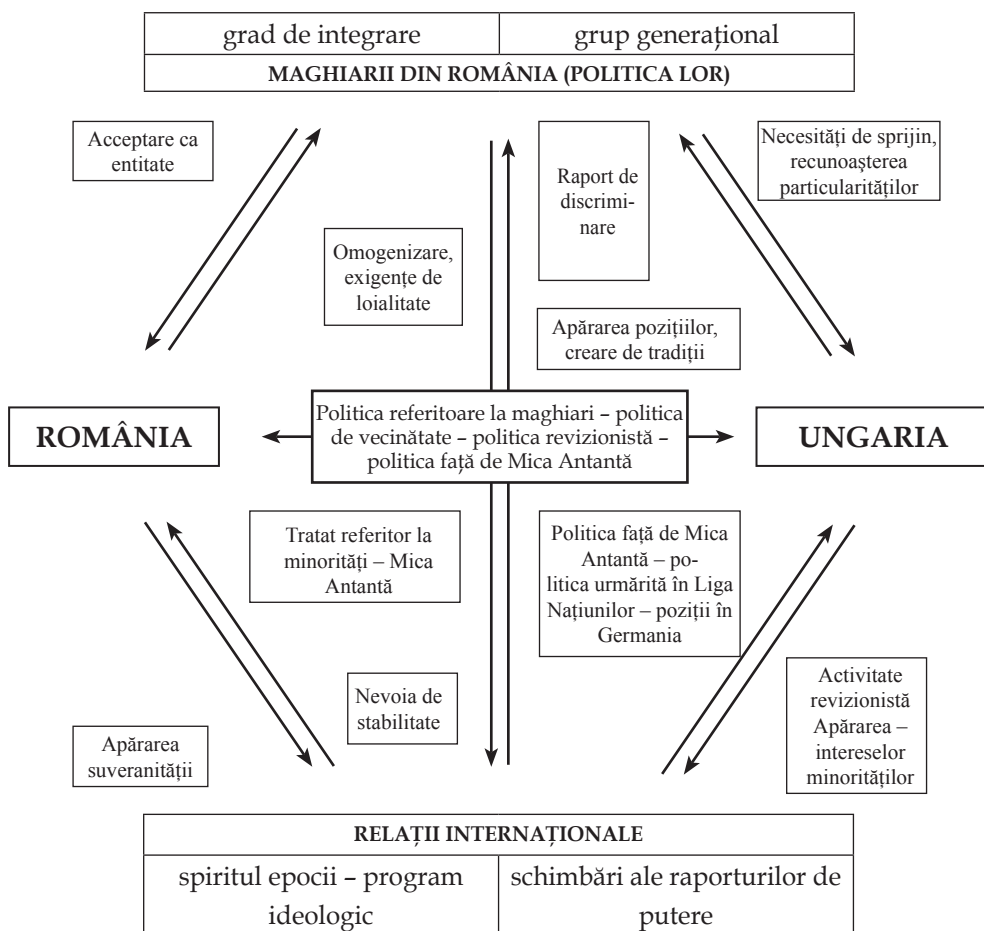 grad de integrare
grup generațional
MAGHIARII DIN ROMÂNIA (POLITICA LOR)
Acceptare ca
entitate
Raport de
discrimi-
nare
Necesități de sprijin,
recunoașterea
particularităților
Omogenizare,
exigențe de
loialitate
Apărarea pozițiilor,
creare de tradiții
ROMÂNIA
Politica referitoare la maghiari – politica
de vecinătate – politica revizionistă –
politica față de Mica Antantă
UNGARIA
Tratat referitor la
minorități – Mica
Antantă
Politica față de Mica
Antantă – po-
litica urmărită în Liga
Națiunilor – poziții în
Germania
Nevoia de
stabilitate
Activitate
revizionistă
Apărarea –
intereselor
minorităților
Apărarea
suveranității
RELAȚII INTERNAȚIONALE
spiritul epocii – program
ideologic
schimbări ale raporturilor de
putere